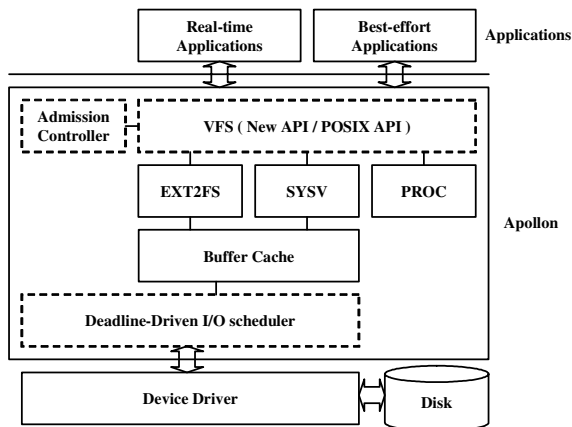 Real-time
Applications
Best-effort
Applications
Applications
Admission
Controller
VFS ( New API / POSIX API )
EXT2FS
SYSV
PROC
Apollon
Buffer Cache
Deadline-Driven I/O scheduler
Device Driver
Disk